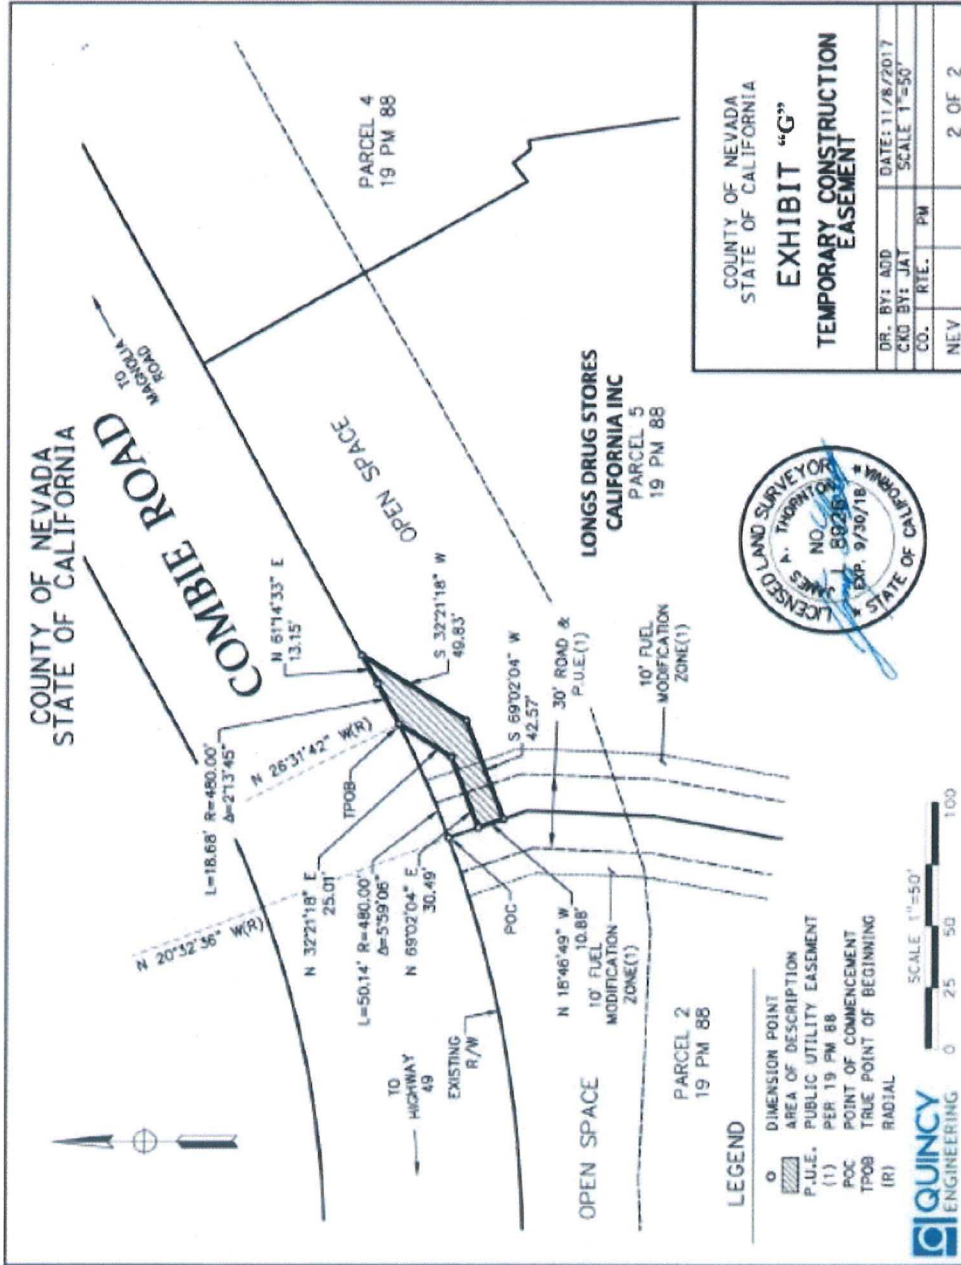 COUNTY OF NEVADA
STATE OF CALIFORNIA
COMBIE ROAD
TO
MAGNOLIA
ROAD
L=18.68' R=480.00'
Δ=2°13'45"
N 61°14'33" E
13.15'
N 26°31'42" W(R)
N 20°32'36" W(R)
TPOB
N 32°21'18" E
25.01'
L=50.14' R=480.00'
Δ=5°59'06"
N 69°02'04" E
30.49'
S 32°21'18" W
49.83'
S 69°02'04" W
42.57'
N 18°46'49" W
10.88'
POC
TO
HIGHWAY
49
EXISTING
R/W
OPEN SPACE
PARCEL 4
19 PM 88
OPEN SPACE
30' ROAD &
P.U.E.(1)
10' FUEL
MODIFICATION
ZONE(1)
10' FUEL
MODIFICATION
ZONE(1)
LONGS DRUG STORES
CALIFORNIA INC
PARCEL 5
19 PM 88
PARCEL 2
19 PM 88
LEGEND
DIMENSION POINT
AREA OF DESCRIPTION
P.U.E. PUBLIC UTILITY EASEMENT
(1) PER 19 PM 88
POC POINT OF COMMENCEMENT
TPOB TRUE POINT OF BEGINNING
(R) RADIAL
QUINCY
ENGINEERING
SCALE 1"=50'
0 25 50 100
LICENSED LAND SURVEYOR
JAMES A. THORNTON
NO.
EXP. 9/30/18
STATE OF CALIFORNIA
COUNTY OF NEVADA
STATE OF CALIFORNIA
EXHIBIT “G”
TEMPORARY CONSTRUCTION
EASEMENT
DR. BY: ADD DATE: 11/8/2017
CKD BY: JAT SCALE 1"=50'
CO. RTE. PM
NEV 2 OF 2